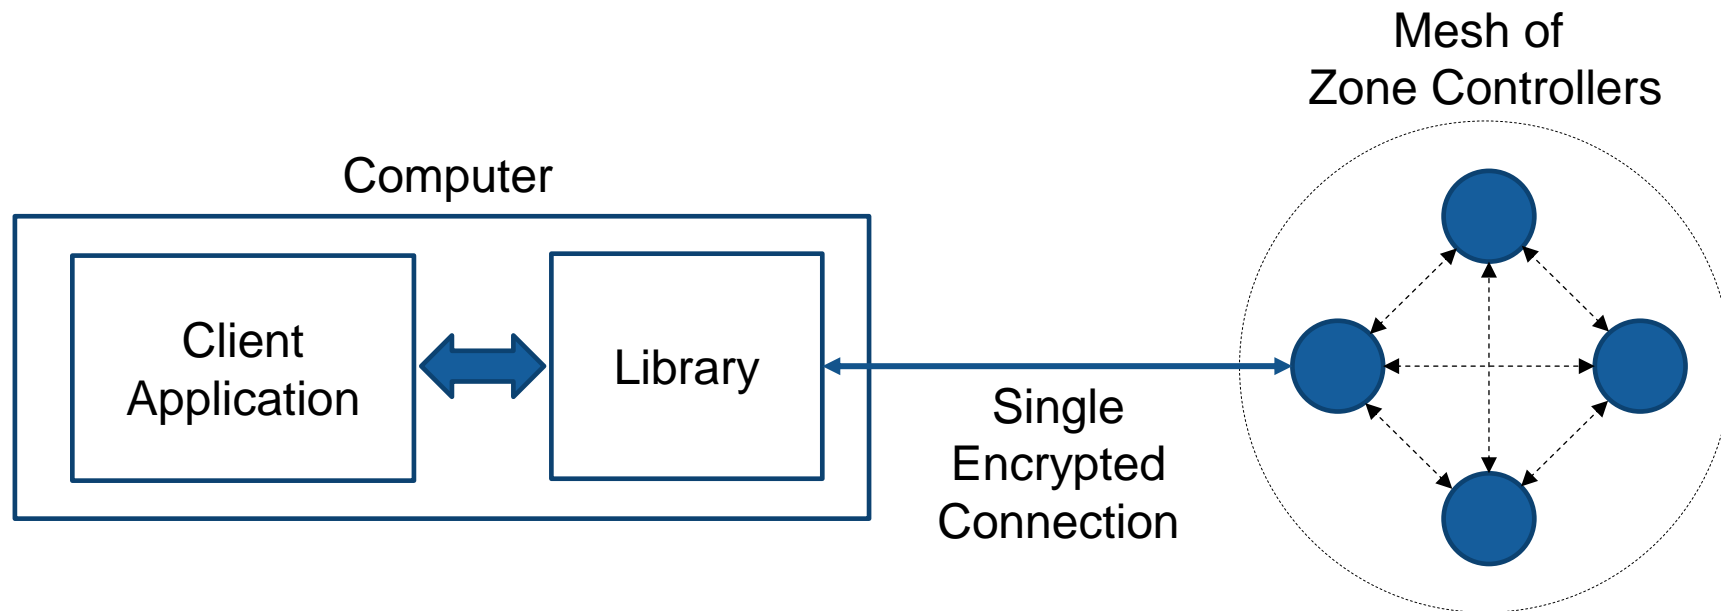 Mesh of
Zone Controllers
Computer
Client
Application
Library
Single
Encrypted
Connection